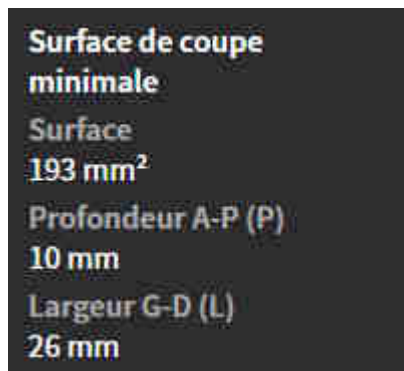 Surface de coupe
minimale
Surface
193 mm²
Profondeur A-P (P)
10 mm
Largeur G-D (L)
26 mm